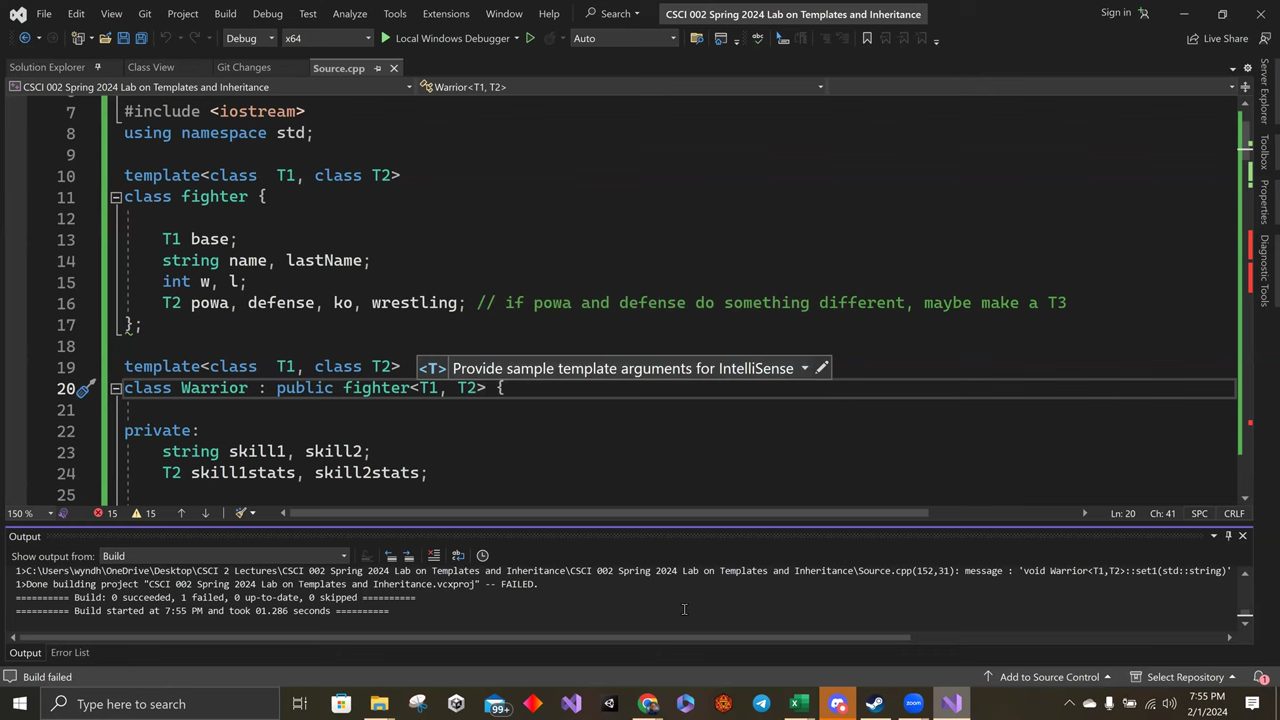 File Edit View Git Project Build Debug Test Analyze Tools Extensions Window Help Search CSCI 002 Spring 2024 Lab on Templates and Inheritance Sign in
Debug x64 Local Windows Debugger Auto Live Share
Solution Explorer Class View Git Changes Source.cpp
CSCI 002 Spring 2024 Lab on Templates and Inheritance Warrior<T1, T2>
7 #include <iostream>
8 using namespace std;
9
10 template<class  T1, class T2>
11 class fighter {
12
13 T1 base;
14 string name, lastName;
15 int w, l;
16 T2 powa, defense, ko, wrestling; // if powa and defense do something different, maybe make a T3
17 };
18
19 template<class  T1, class T2> <T> Provide sample template arguments for IntelliSense
20 class Warrior : public fighter<T1, T2> {
21
22 private:
23 string skill1, skill2;
24 T2 skill1stats, skill2stats;
25
150 % 15 15 Ln: 20 Ch: 41 SPC CRLF
Output
Show output from: Build
1>C:\Users\wyndh\OneDrive\Desktop\CSCI 2 Lectures\CSCI 002 Spring 2024 Lab on Templates and Inheritance\CSCI 002 Spring 2024 Lab on Templates and Inheritance\Source.cpp(152,31): message : 'void Warrior<T1,T2>::set1(std::string)'
1>Done building project "CSCI 002 Spring 2024 Lab on Templates and Inheritance.vcxproj" -- FAILED.
========== Build: 0 succeeded, 1 failed, 0 up-to-date, 0 skipped ==========
========== Build started at 7:55 PM and took 01.286 seconds ==========
Output Error List
Build failed Add to Source Control Select Repository
Type here to search 99+ zoom 7:55 PM
2/1/2024
1
Server Explorer
Toolbox
Properties
Diagnostic Tools